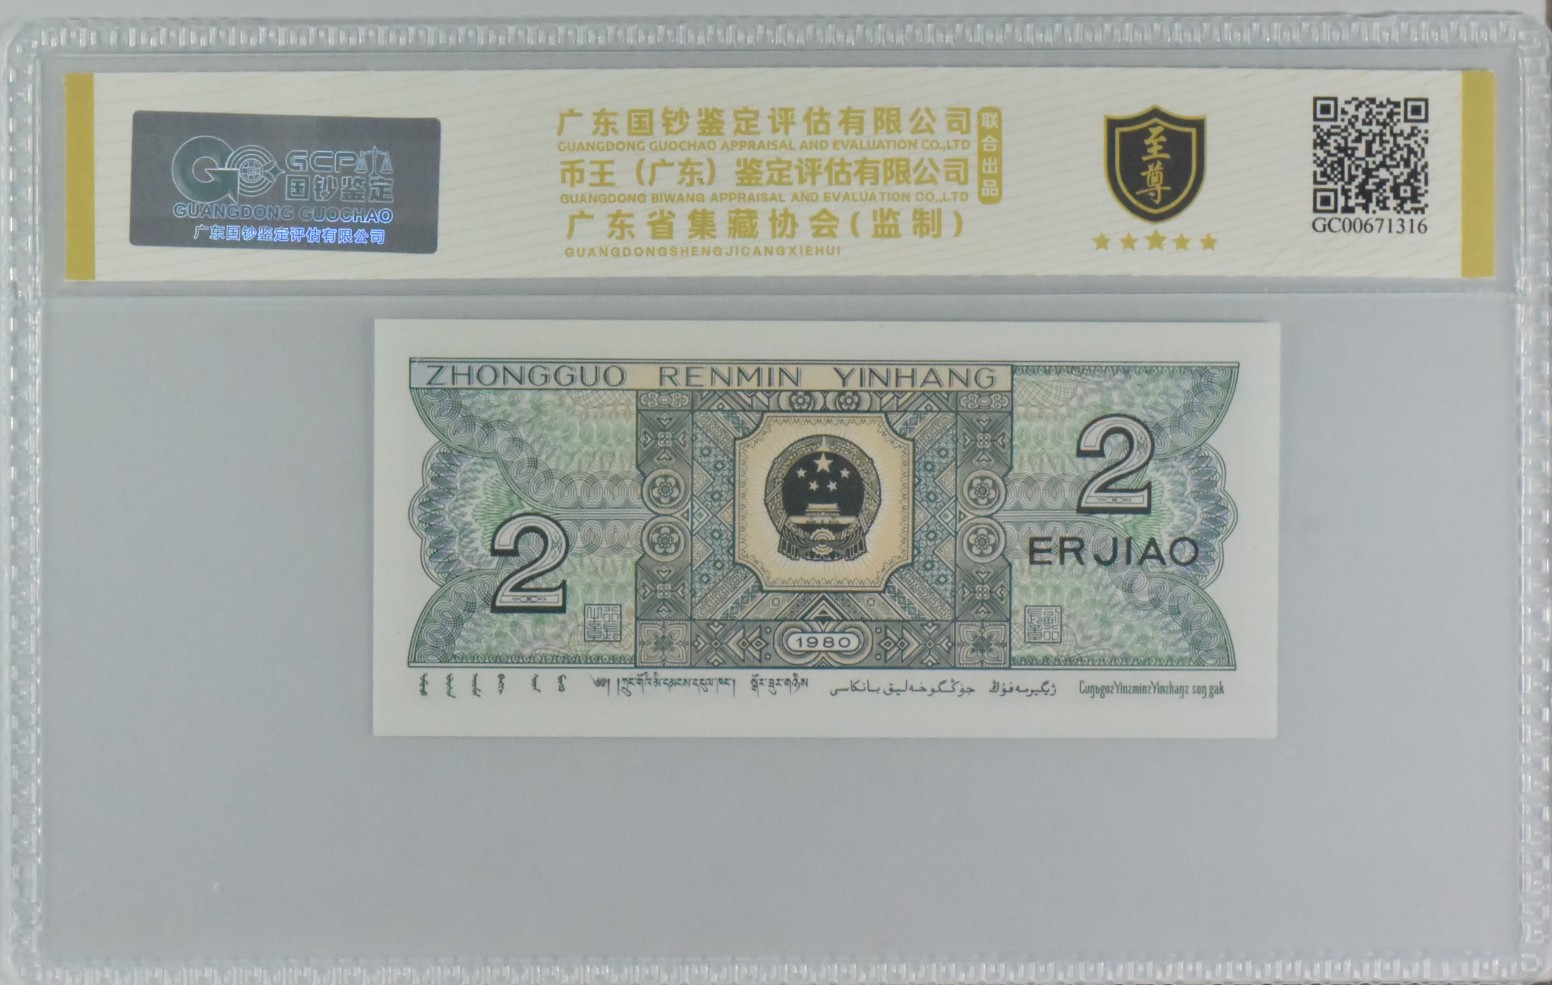 GCP
国钞鉴定
GUANGDONG GUOCHAO
广东国钞鉴定评估有限公司
广东国钞鉴定评估有限公司
GUANGDONG GUOCHAO APPRAISAL AND EVALUATION CO.,LTD
币王（广东）鉴定评估有限公司
GUANGDONG BIWANG APPRAISAL AND EVALUATION CO.,LTD
广东省集藏协会(监制)
GUANGDONGSHENGJICANGXIEHUI
联合出品
至尊
GC00671316
ZHONGGUO RENMIN YINHANG
2
2
ERJIAO
1980